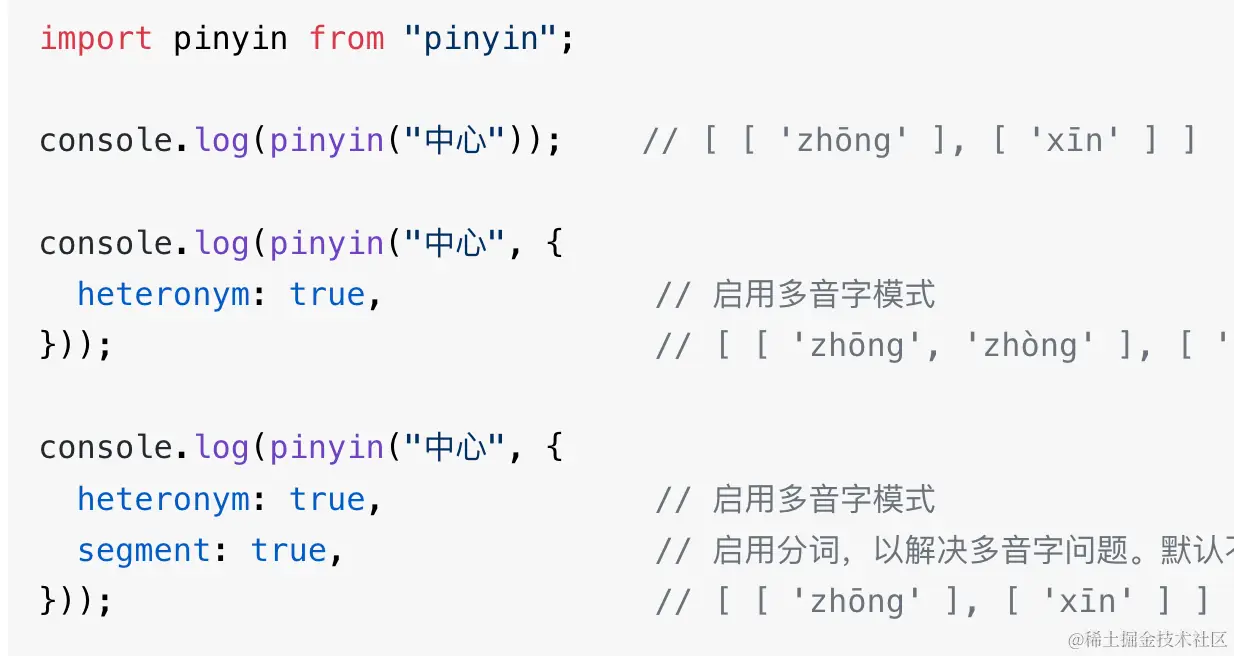 import pinyin from "pinyin";
console.log(pinyin("中心")); // [ [ 'zhōng' ], [ 'xīn' ] ]
console.log(pinyin("中心", {
heteronym: true, // 启用多音字模式
})); // [ [ 'zhōng', 'zhòng' ], [ '
console.log(pinyin("中心", {
heteronym: true, // 启用多音字模式
segment: true, // 启用分词，以解决多音字问题。默认
})); // [ [ 'zhōng' ], [ 'xīn' ] ]
@稀土掘金技术社区